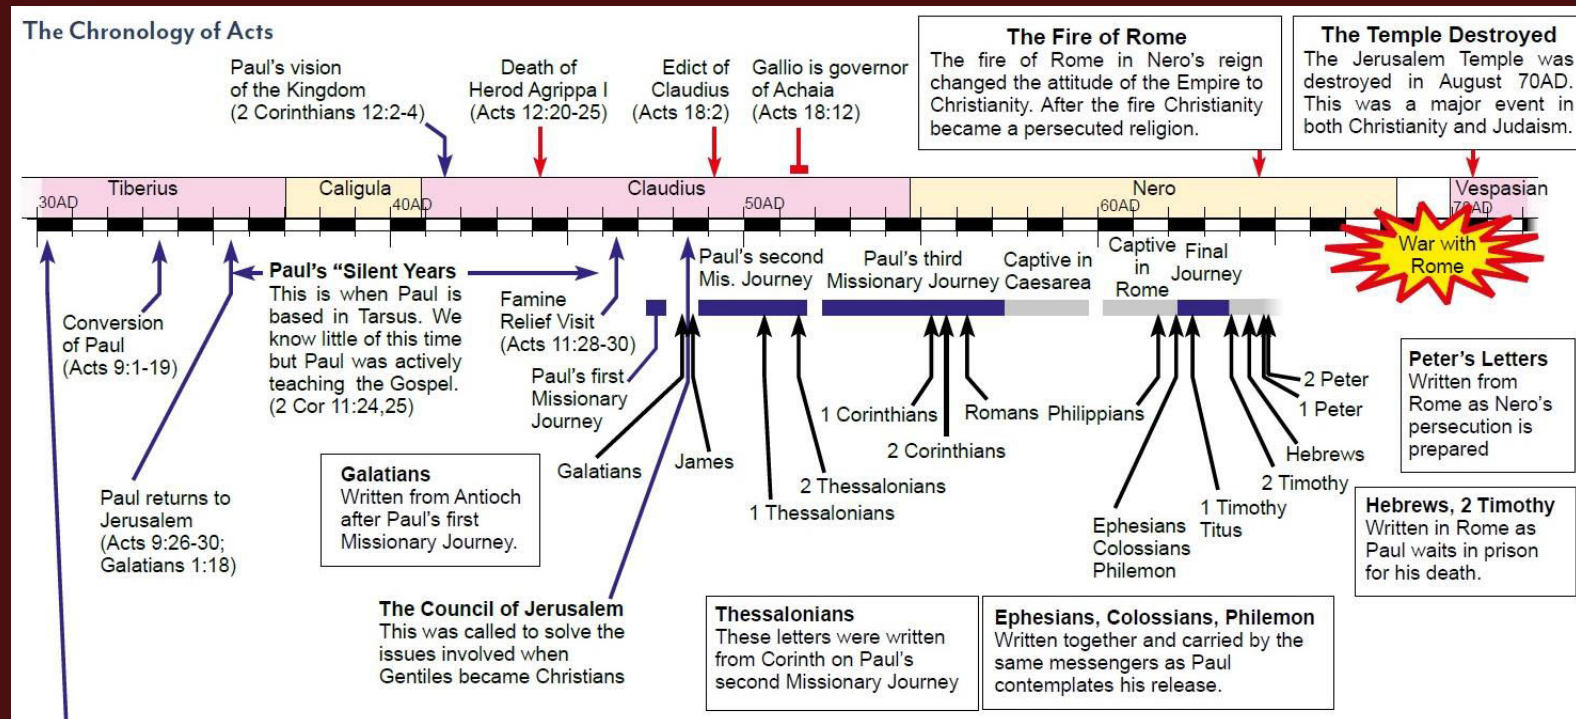 The Chronology of Acts
Paul's vision
of the Kingdom
(2 Corinthians 12:2-4)
Death of
Herod Agrippa I
(Acts 12:20-25)
Edict of
Claudius
(Acts 18:2)
Gallio is governor
of Achaia
(Acts 18:12)
The Fire of Rome
The fire of Rome in Nero's reign
changed the attitude of the Empire to
Christianity. After the fire Christianity
became a persecuted religion.
The Temple Destroyed
The Jerusalem Temple was
destroyed in August 70AD.
This was a major event in
both Christianity and Judaism.
Tiberius
Caligula
Claudius
Nero
Vespasian
30AD
40AD
50AD
60AD
70AD
War with
Rome
Conversion
of Paul
(Acts 9:1-19)
Paul's "Silent Years
This is when Paul is
based in Tarsus. We
know little of this time
but Paul was actively
teaching the Gospel.
(2 Cor 11:24,25)
Famine
Relief Visit
(Acts 11:28-30)
Paul's first
Missionary
Journey
Paul's second
Mis. Journey
Paul's third
Missionary Journey
Captive in
Caesarea
Captive
in
Rome
Final
Journey
Paul returns to
Jerusalem
(Acts 9:26-30;
Galatians 1:18)
Galatians
James
1 Thessalonians
2 Thessalonians
1 Corinthians
2 Corinthians
Romans
Philippians
Ephesians
Colossians
Philemon
1 Timothy
Titus
2 Timothy
Hebrews
1 Peter
2 Peter
Galatians
Written from Antioch
after Paul's first
Missionary Journey.
The Council of Jerusalem
This was called to solve the
issues involved when
Gentiles became Christians
Thessalonians
These letters were written
from Corinth on Paul's
second Missionary Journey
Ephesians, Colossians, Philemon
Written together and carried by the
same messengers as Paul
contemplates his release.
Peter's Letters
Written from
Rome as Nero's
persecution is
prepared
Hebrews, 2 Timothy
Written in Rome as
Paul waits in prison
for his death.